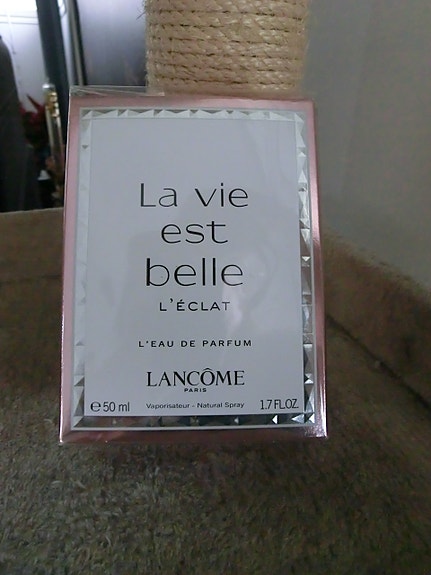 La vie
est
belle
L'ÉCLAT
L'EAU DE PARFUM
LANCÔME
PARIS
℮50 ml Vaporisateur - Natural Spray 1.7 FL.OZ.